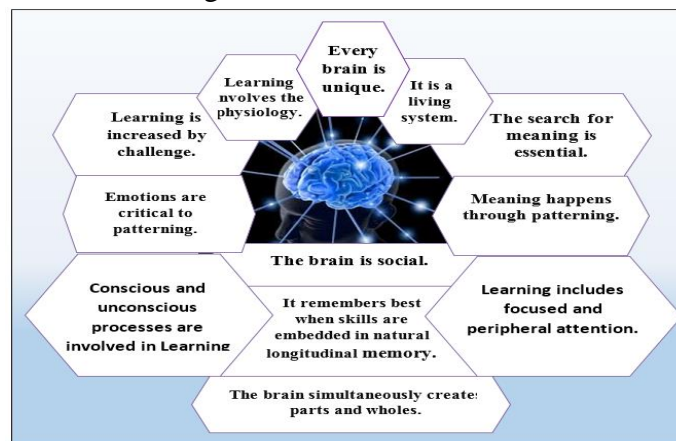 Every
brain is
unique.
Learning
involves the
physiology.
It is a
living
system.
Learning is
increased by
challenge.
The search for
meaning is
essential.
Emotions are
critical to
patterning.
Meaning happens
through patterning.
The brain is social.
Conscious and
unconscious
processes are
involved in Learning
Learning includes
focused and
peripheral attention.
It remembers best
when skills are
embedded in natural
longitudinal memory.
The brain simultaneously creates
parts and wholes.